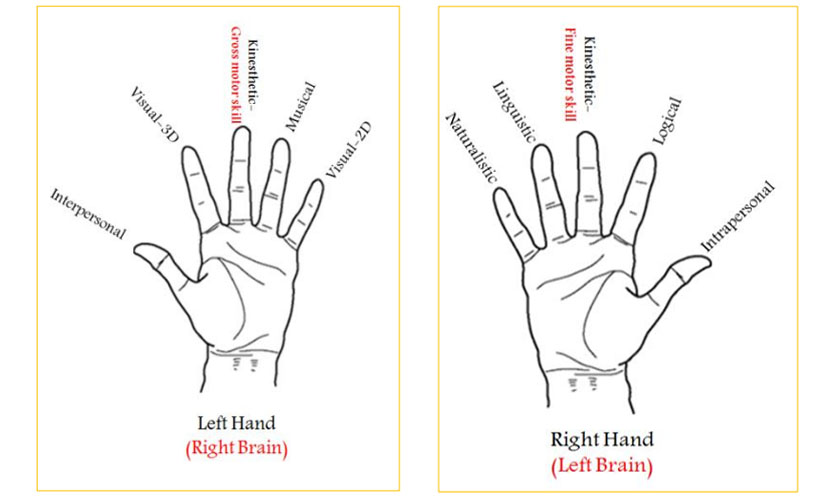 Interpersonal
Visual-3D
Kinesthetic-
Gross motor skill
Musical
Visual-2D
Left Hand
(Right Brain)
Naturalistic
Linguistic
Kinesthetic-
Fine motor skill
Logical
Intrapersonal
Right Hand
(Left Brain)